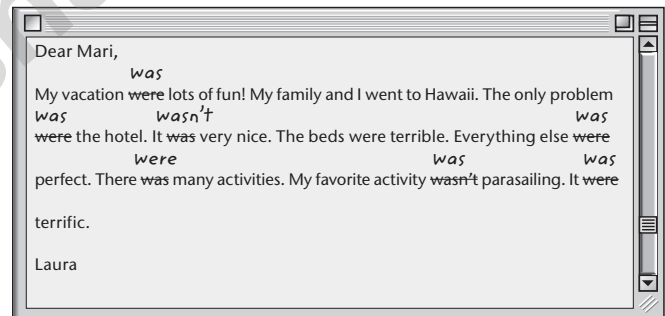 Dear Mari,
was
My vacation were lots of fun! My family and I went to Hawaii. The only problem
was wasn't was
were the hotel. It was very nice. The beds were terrible. Everything else were
were was was
perfect. There was many activities. My favorite activity wasn't parasailing. It were
terrific.
Laura